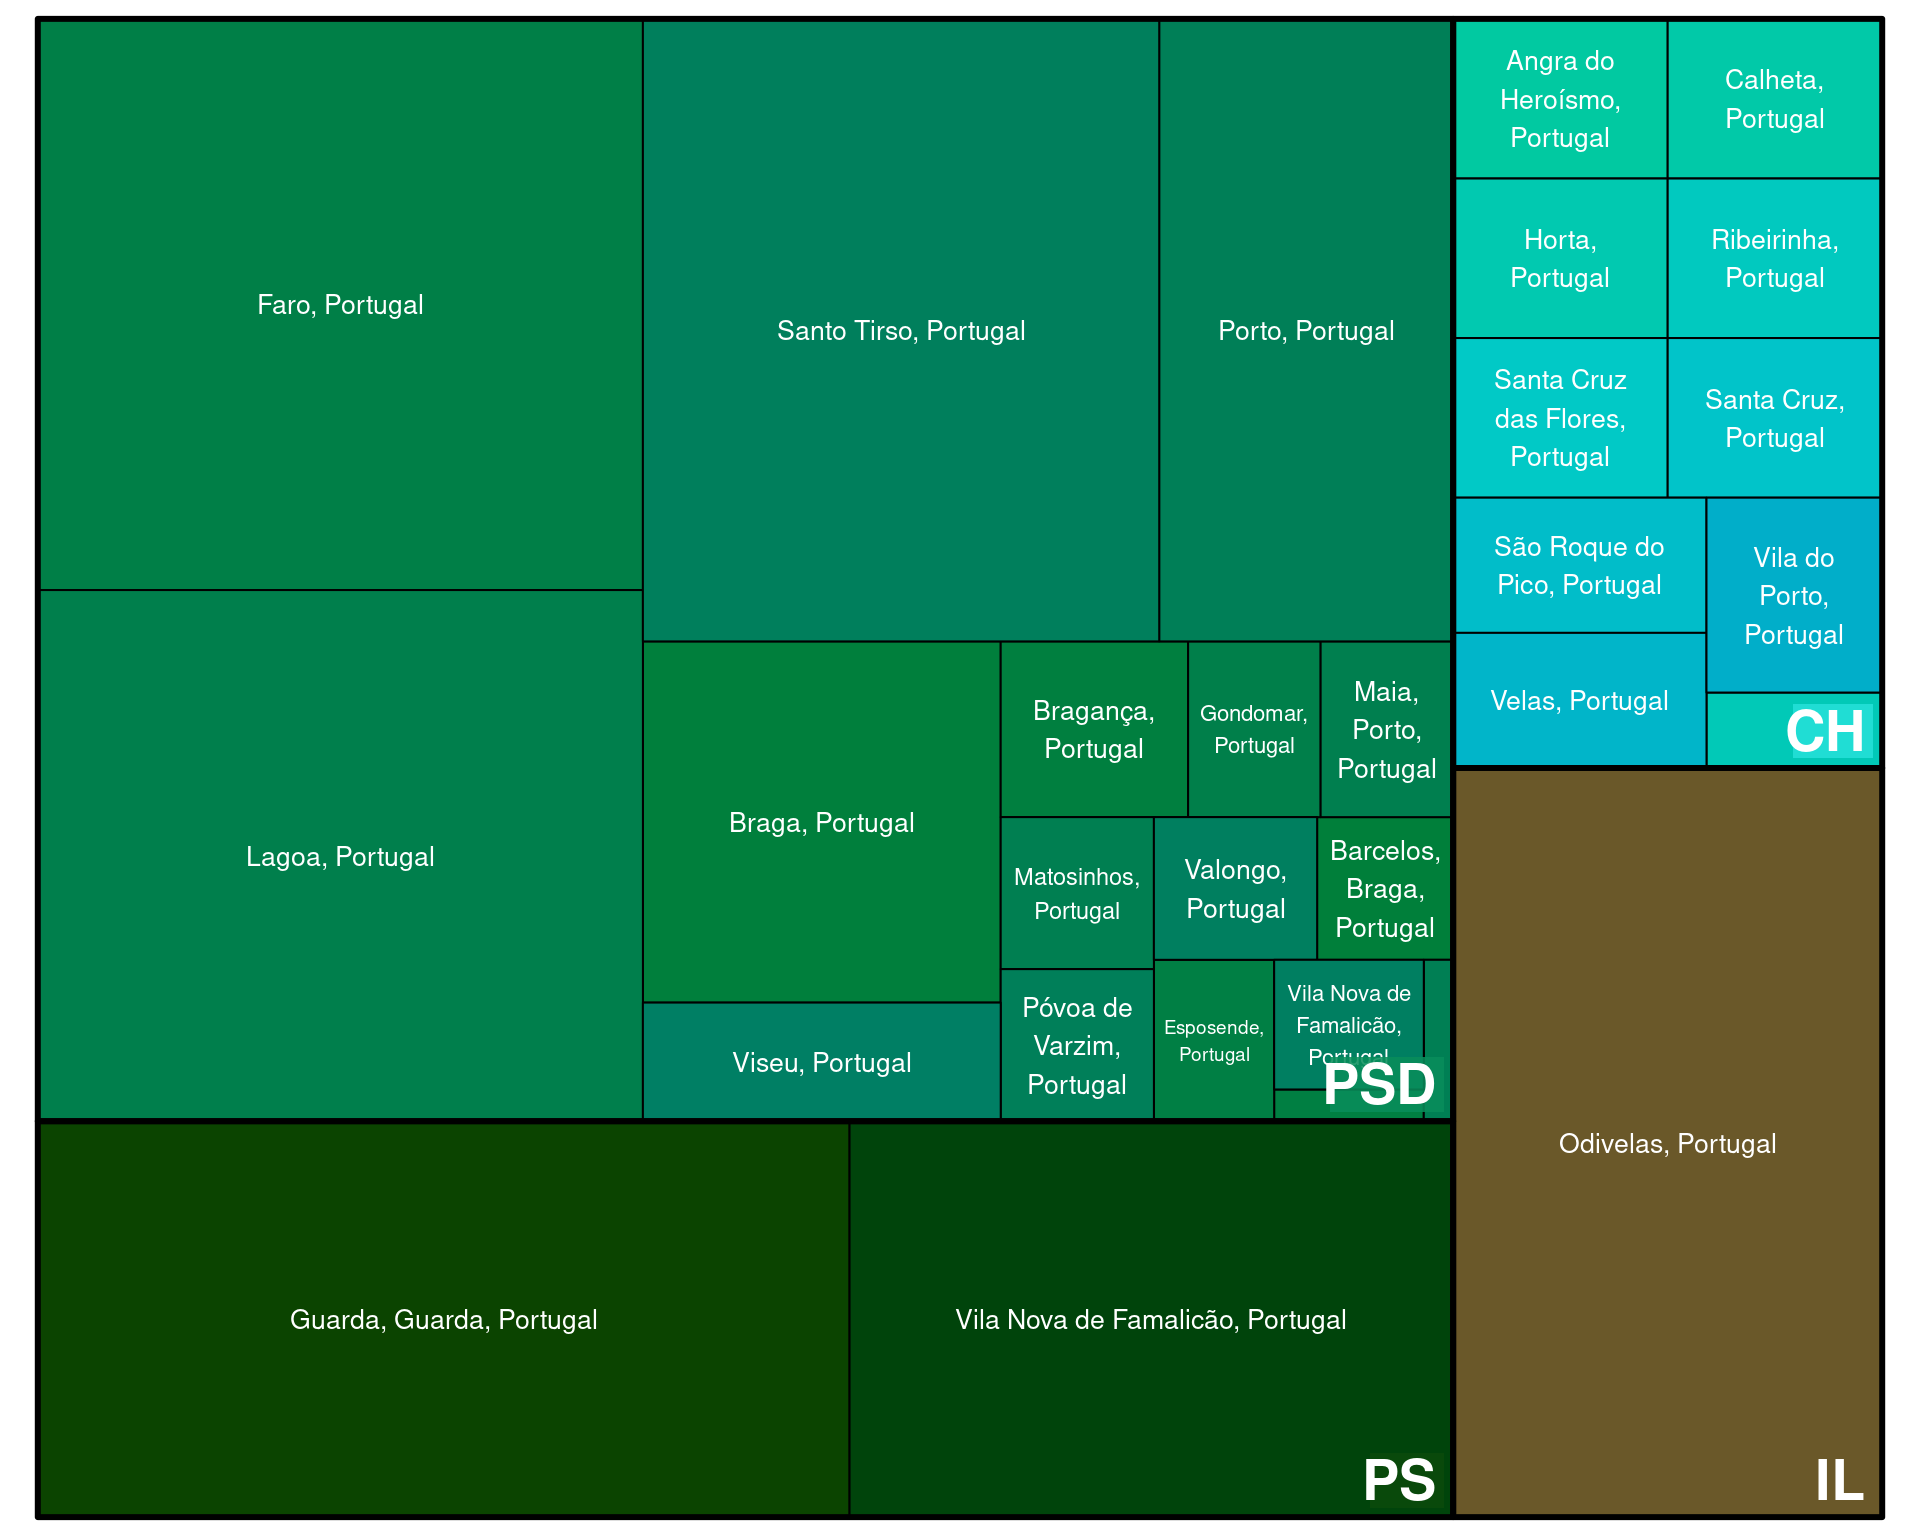 Faro, Portugal
Lagoa, Portugal
Santo Tirso, Portugal
Porto, Portugal
Braga, Portugal
Viseu, Portugal
Bragança,
Portugal
Gondomar,
Portugal
Maia,
Porto,
Portugal
Matosinhos,
Portugal
Valongo,
Portugal
Barcelos,
Braga,
Portugal
Póvoa de
Varzim,
Portugal
Esposende,
Portugal
Vila Nova de
Famalicão,
Portugal
PSD
Guarda, Guarda, Portugal
Vila Nova de Famalicão, Portugal
PS
Angra do
Heroísmo,
Portugal
Calheta,
Portugal
Horta,
Portugal
Ribeirinha,
Portugal
Santa Cruz
das Flores,
Portugal
Santa Cruz,
Portugal
São Roque do
Pico, Portugal
Vila do
Porto,
Portugal
Velas, Portugal
CH
Odivelas, Portugal
IL